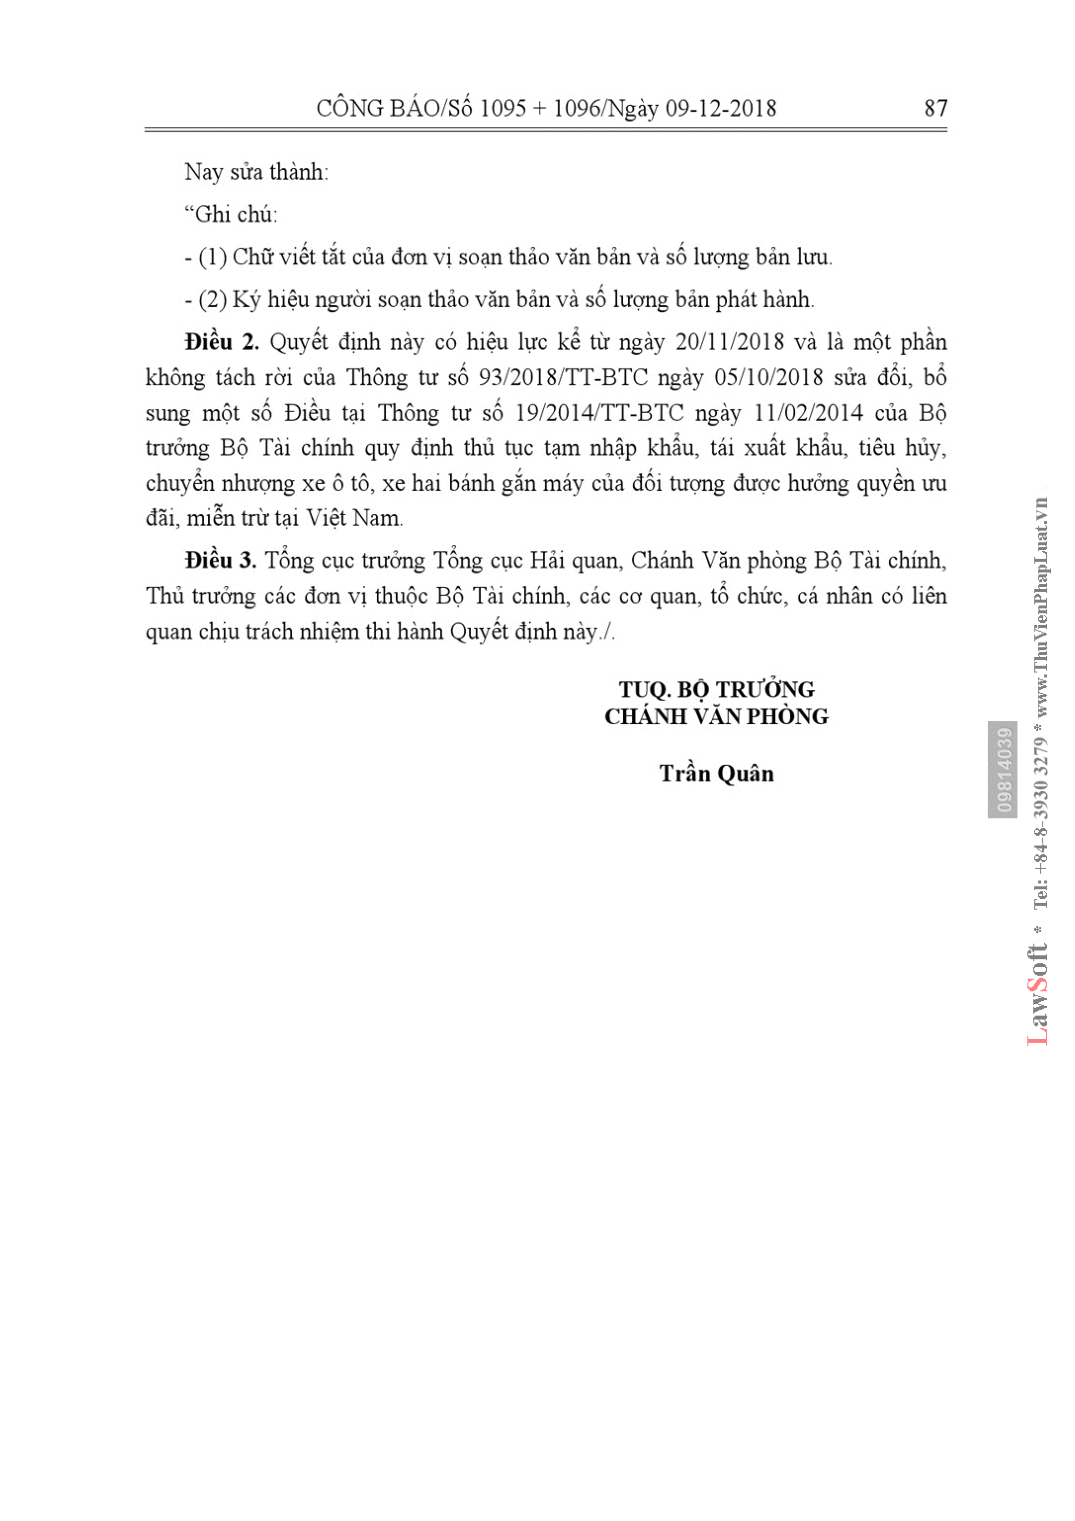 CÔNG BÁO/Số 1095 + 1096/Ngày 09-12-2018 87
Nay sửa thành:
“Ghi chú:
- (1) Chữ viết tắt của đơn vị soạn thảo văn bản và số lượng bản lưu.
- (2) Ký hiệu người soạn thảo văn bản và số lượng bản phát hành.
Điều 2. Quyết định này có hiệu lực kể từ ngày 20/11/2018 và là một phần
không tách rời của Thông tư số 93/2018/TT-BTC ngày 05/10/2018 sửa đổi, bổ
sung một số Điều tại Thông tư số 19/2014/TT-BTC ngày 11/02/2014 của Bộ
trưởng Bộ Tài chính quy định thủ tục tạm nhập khẩu, tái xuất khẩu, tiêu hủy,
chuyển nhượng xe ô tô, xe hai bánh gắn máy của đối tượng được hưởng quyền ưu
đãi, miễn trừ tại Việt Nam.
Điều 3. Tổng cục trưởng Tổng cục Hải quan, Chánh Văn phòng Bộ Tài chính,
Thủ trưởng các đơn vị thuộc Bộ Tài chính, các cơ quan, tổ chức, cá nhân có liên
quan chịu trách nhiệm thi hành Quyết định này./.
TUQ. BỘ TRƯỞNG
CHÁNH VĂN PHÒNG
Trần Quân
09814039
LawSoft * Tel: +84-8-3930 3279 * www.ThuVienPhapLuat.vn